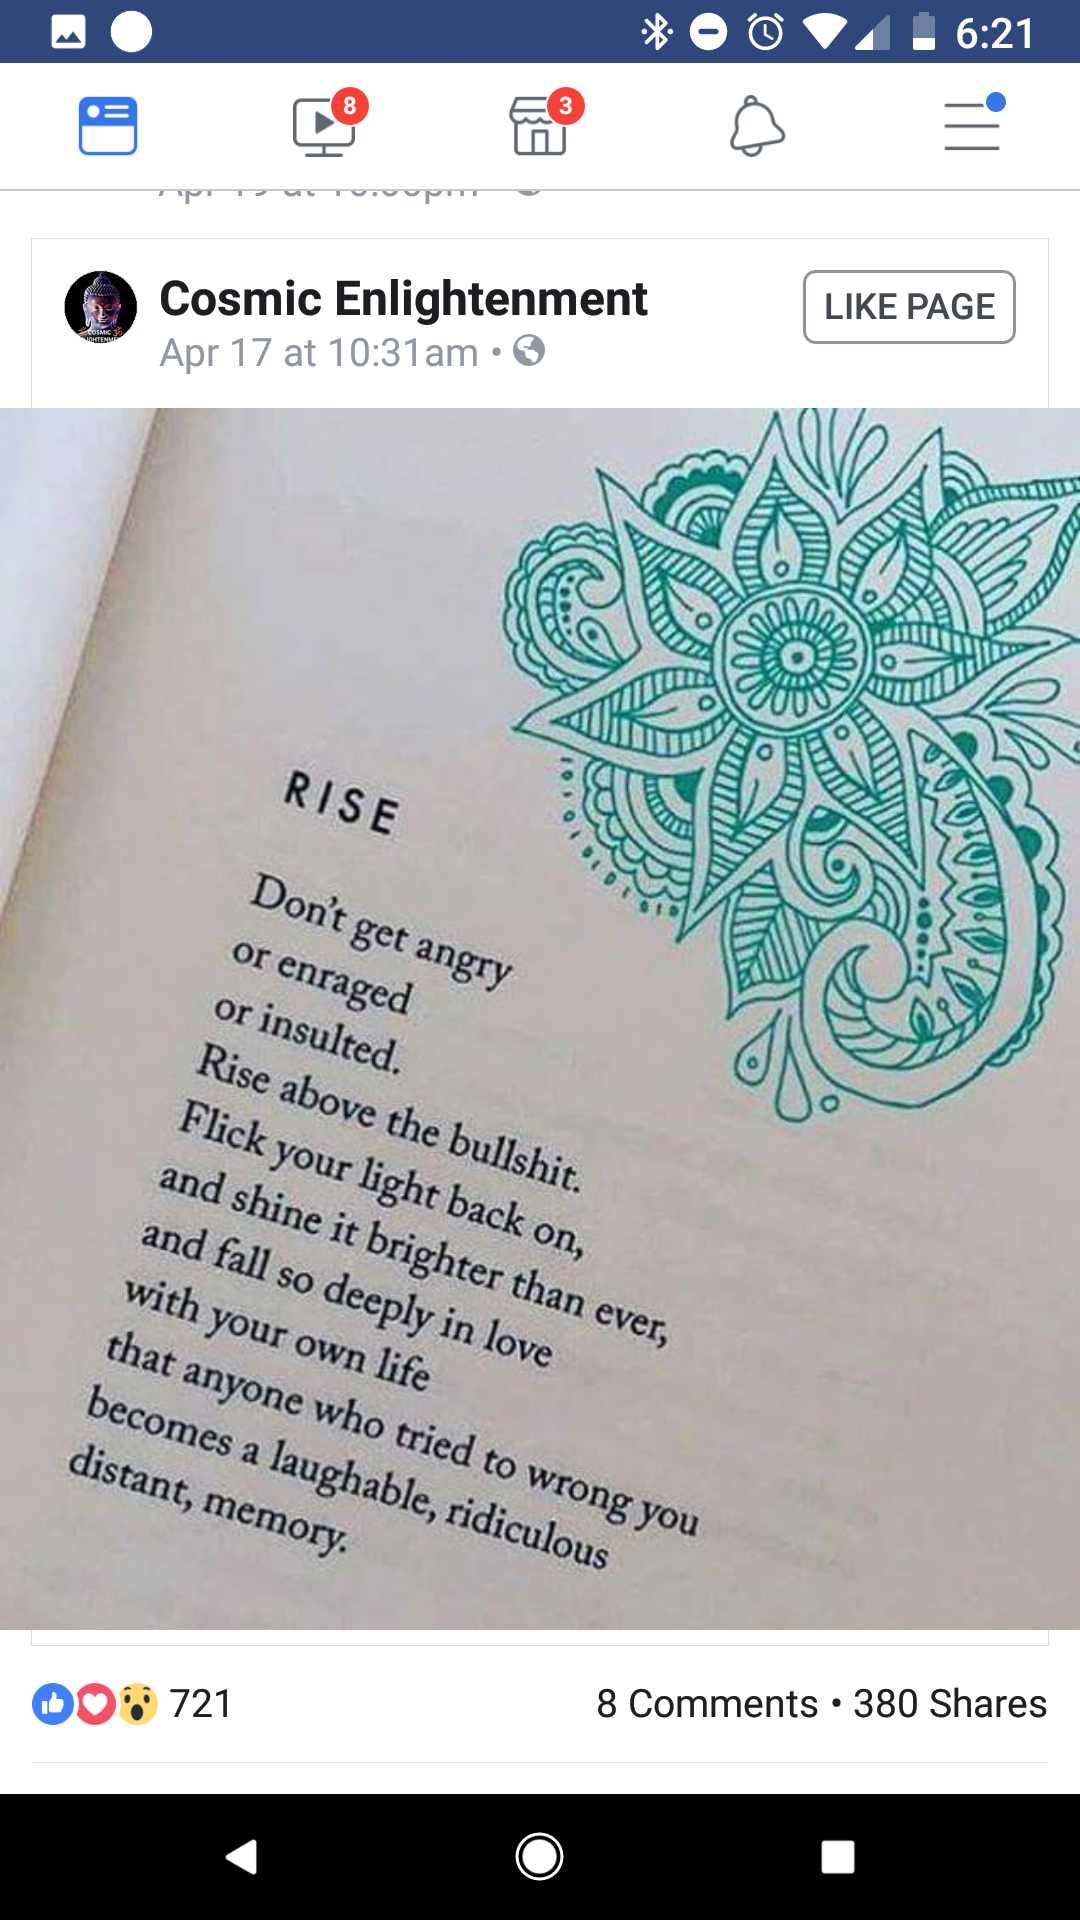 6:21
8
3
Cosmic Enlightenment
LIKE PAGE
Apr 17 at 10:31am •
RISE
Don't get angry
or enraged
or insulted.
Rise above the bullshit.
Flick your light back on,
and shine it brighter than ever,
and fall so deeply in love
with your own life
that anyone who tried to wrong you
becomes a laughable, ridiculous
distant, memory.
721
8 Comments • 380 Shares